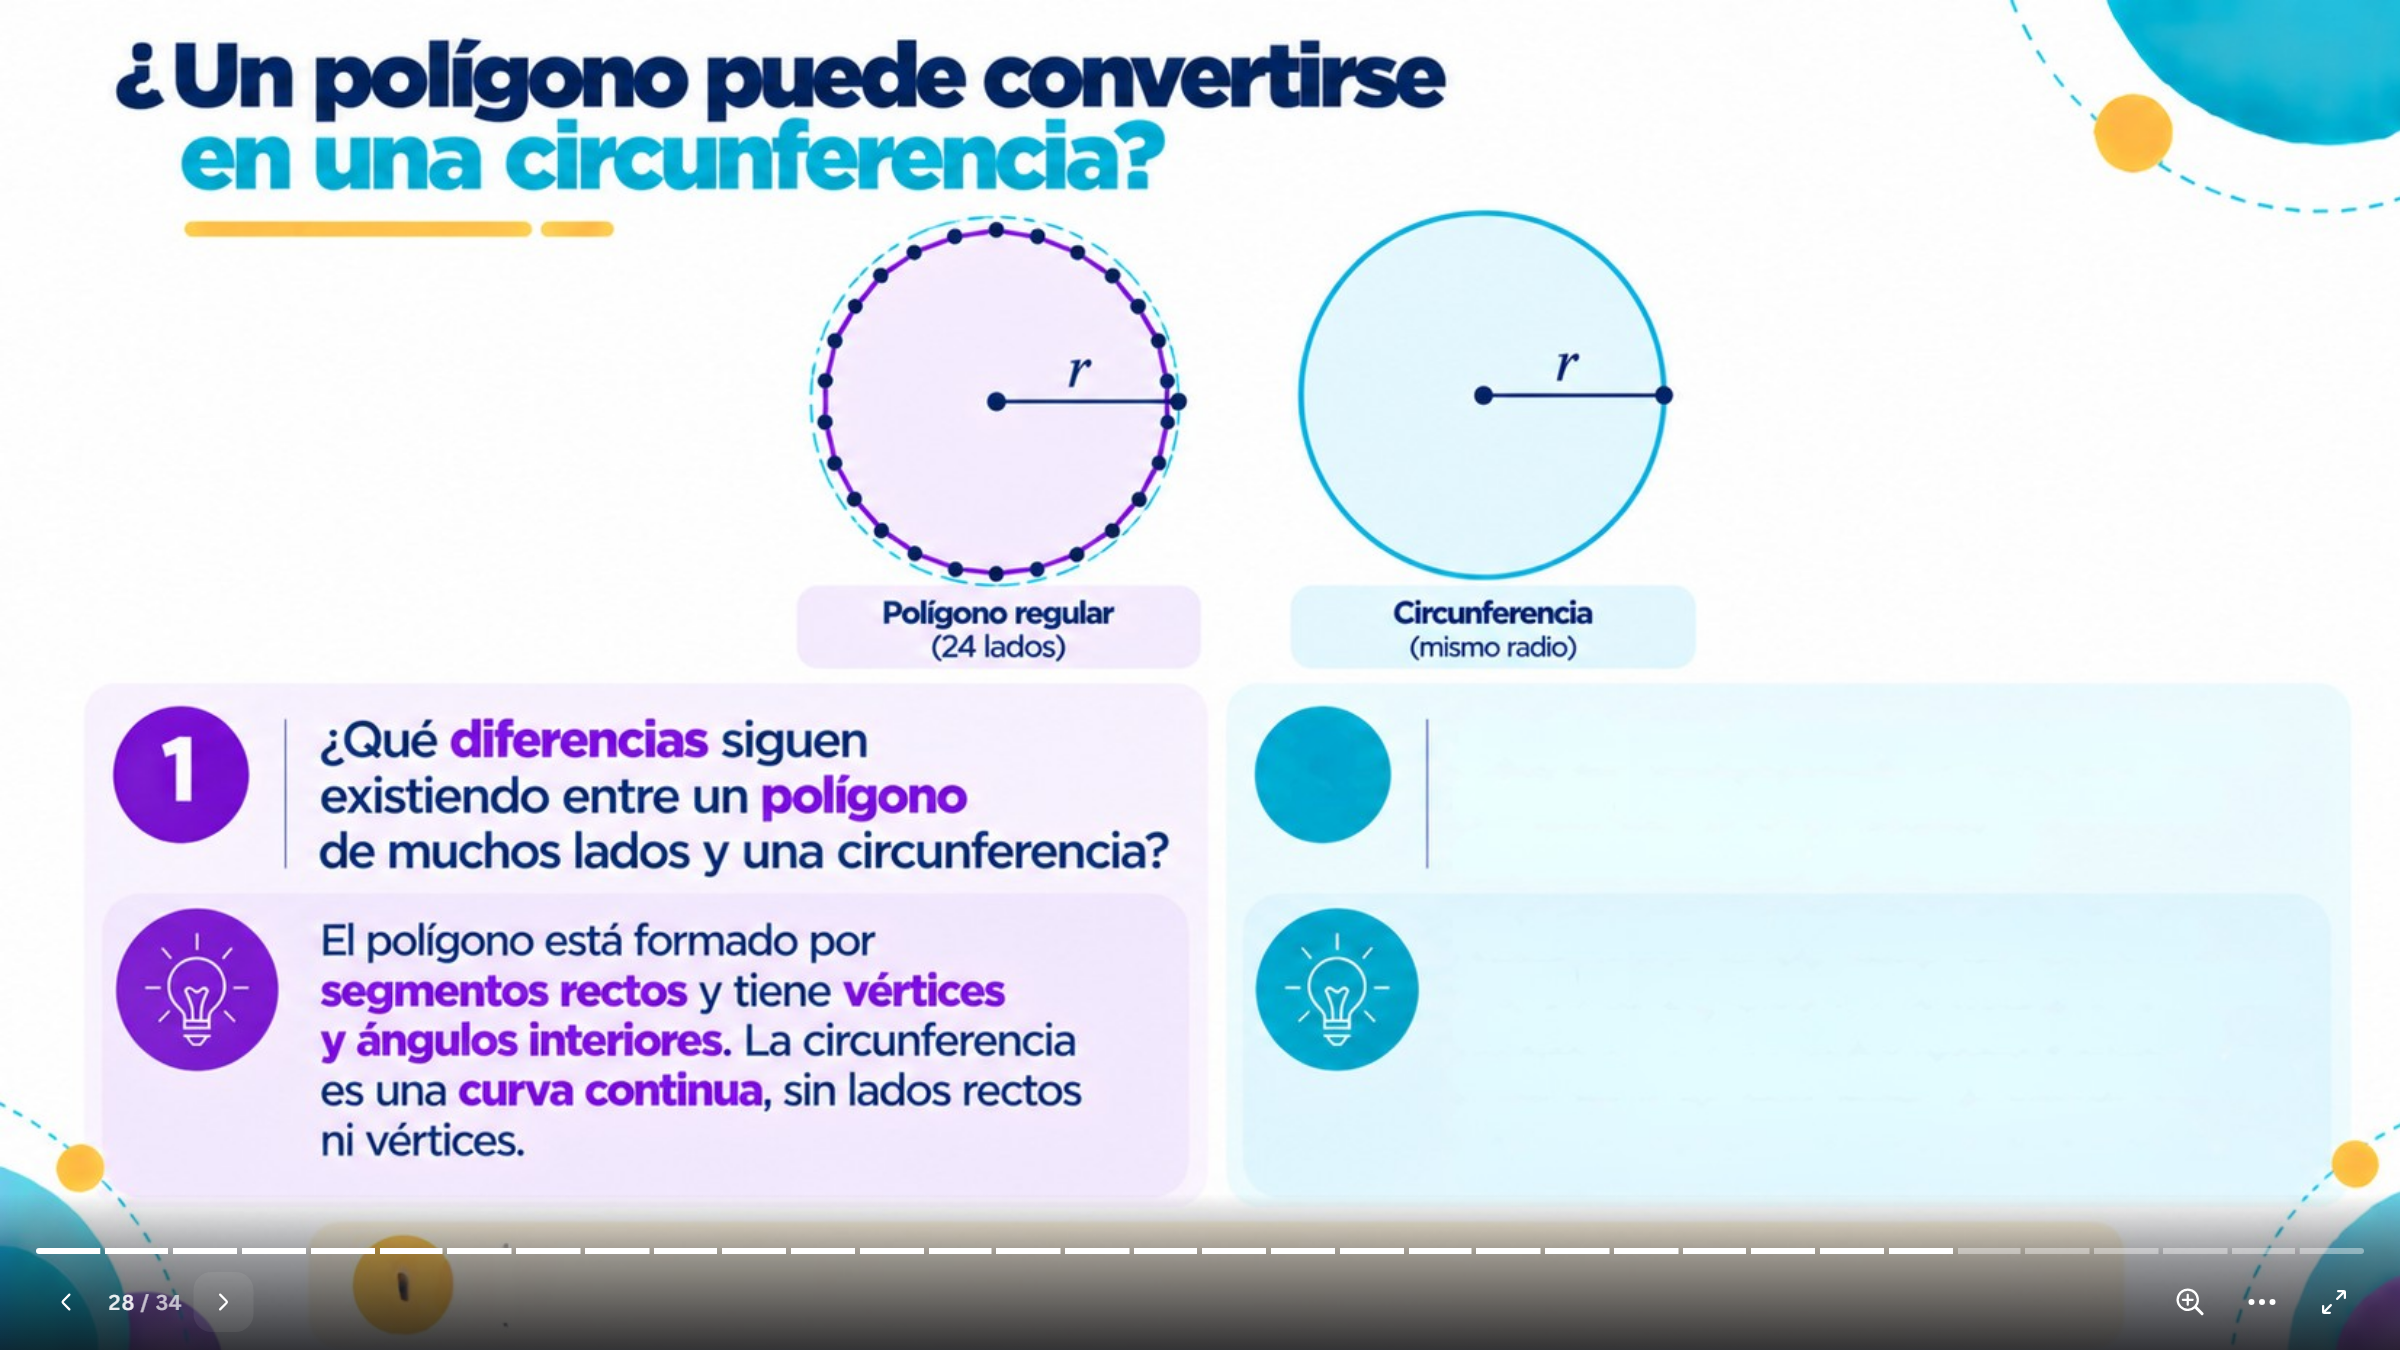 ¿Un polígono puede convertirse
en una circunferencia?
r
r
Polígono regular
(24 lados)
Circunferencia
(mismo radio)
1
¿Qué diferencias siguen
existiendo entre un polígono
de muchos lados y una circunferencia?
El polígono está formado por
segmentos rectos y tiene vértices
y ángulos interiores. La circunferencia
es una curva continua, sin lados rectos
ni vértices.
28 / 34